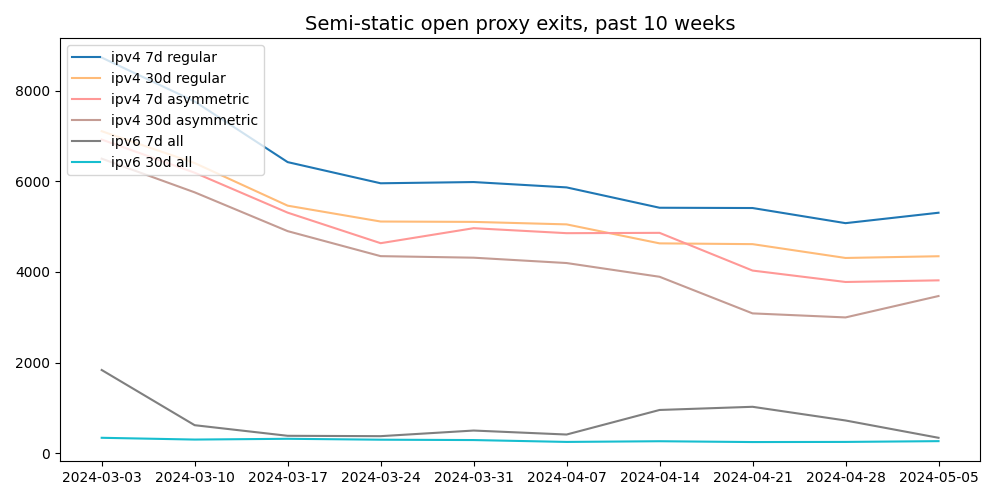 Semi-static open proxy exits, past 10 weeks
ipv4 7d regular
ipv4 30d regular
ipv4 7d asymmetric
ipv4 30d asymmetric
ipv6 7d all
ipv6 30d all
8000
6000
4000
2000
0
2024-03-03 2024-03-10 2024-03-17 2024-03-24 2024-03-31 2024-04-07 2024-04-14 2024-04-21 2024-04-28 2024-05-05